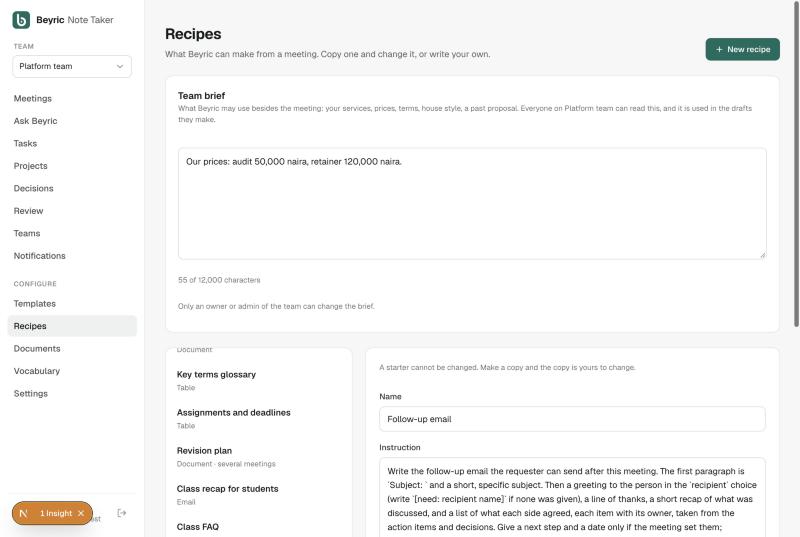 Beyric Note Taker
TEAM
Platform team
Meetings
Ask Beyric
Tasks
Projects
Decisions
Review
Teams
Notifications
CONFIGURE
Templates
Recipes
Documents
Vocabulary
Settings
N 1 Insight ×
Recipes
What Beyric can make from a meeting. Copy one and change it, or write your own.
+ New recipe
Team brief
What Beyric may use besides the meeting: your services, prices, terms, house style, a past proposal. Everyone on Platform team can read this, and it is used in the drafts
they make.
Our prices: audit 50,000 naira, retainer 120,000 naira.
55 of 12,000 characters
Only an owner or admin of the team can change the brief.
Document
Key terms glossary
Table
Assignments and deadlines
Table
Revision plan
Document · several meetings
Class recap for students
Email
Class FAQ
A starter cannot be changed. Make a copy and the copy is yours to change.
Name
Follow-up email
Instruction
Write the follow-up email the requester can send after this meeting. The first paragraph is
`Subject: ` and a short, specific subject. Then a greeting to the person in the `recipient` choice
(write `[need: recipient name]` if none was given), a line of thanks, a short recap of what was
discussed, and a list of what each side agreed, each item with its owner, taken from the
action items and decisions. Give a next step and a date only if the meeting set them;